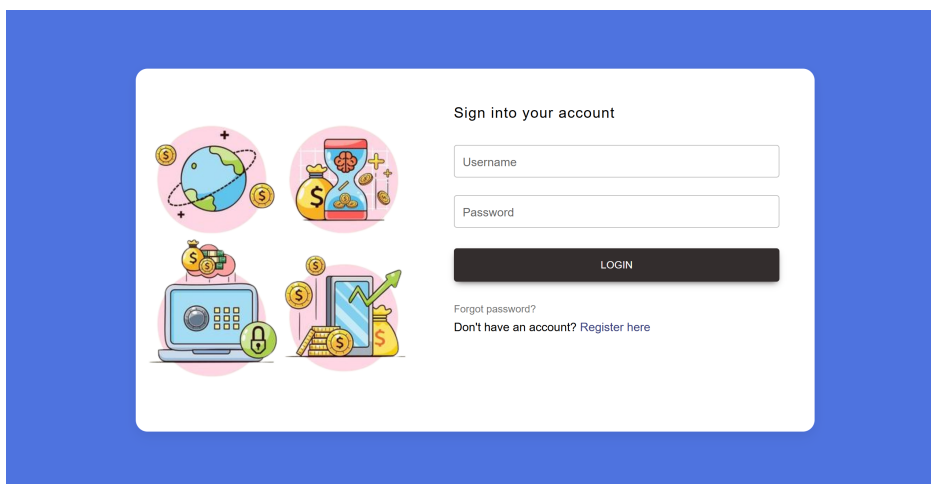 Sign into your account
Username
Password
LOGIN
Forgot password?
Don't have an account? Register here